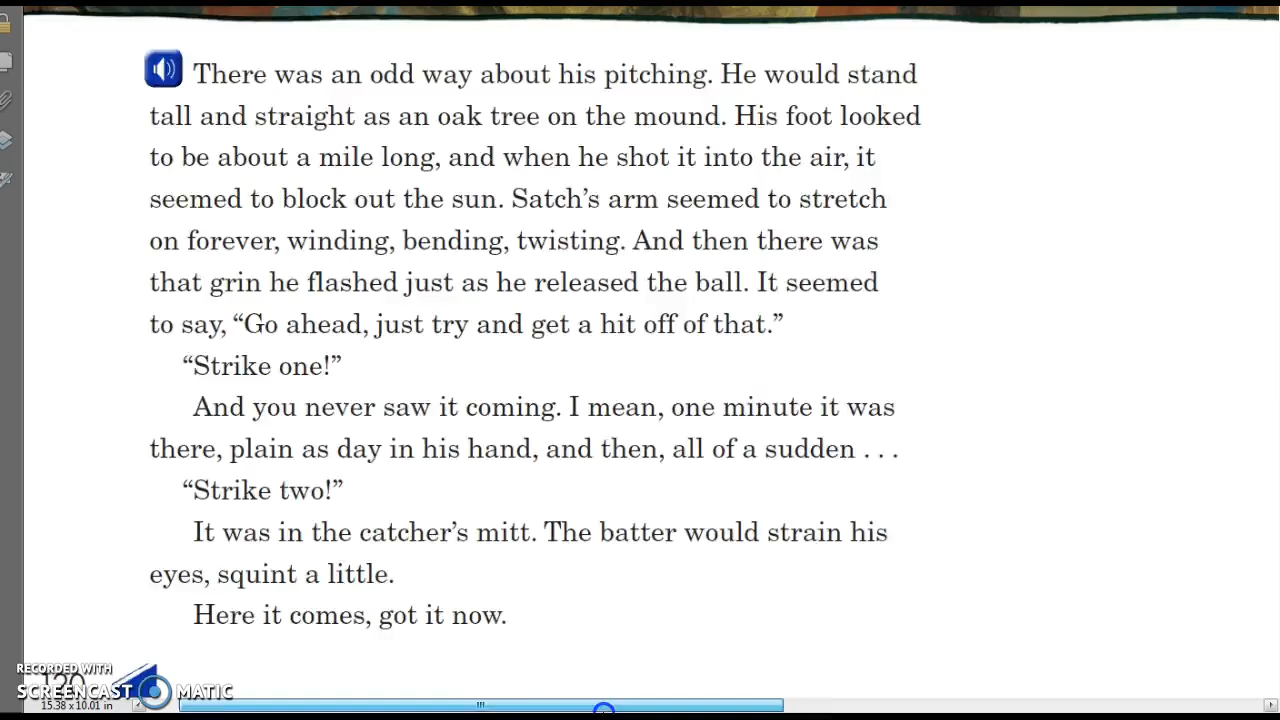 There was an odd way about his pitching. He would stand
tall and straight as an oak tree on the mound. His foot looked
to be about a mile long, and when he shot it into the air, it
seemed to block out the sun. Satch’s arm seemed to stretch
on forever, winding, bending, twisting. And then there was
that grin he flashed just as he released the ball. It seemed
to say, “Go ahead, just try and get a hit off of that.”
“Strike one!”
And you never saw it coming. I mean, one minute it was
there, plain as day in his hand, and then, all of a sudden . . .
“Strike two!”
It was in the catcher’s mitt. The batter would strain his
eyes, squint a little.
Here it comes, got it now.
RECORDED WITH
SCREENCAST MATIC
15.38 x 10.01 in